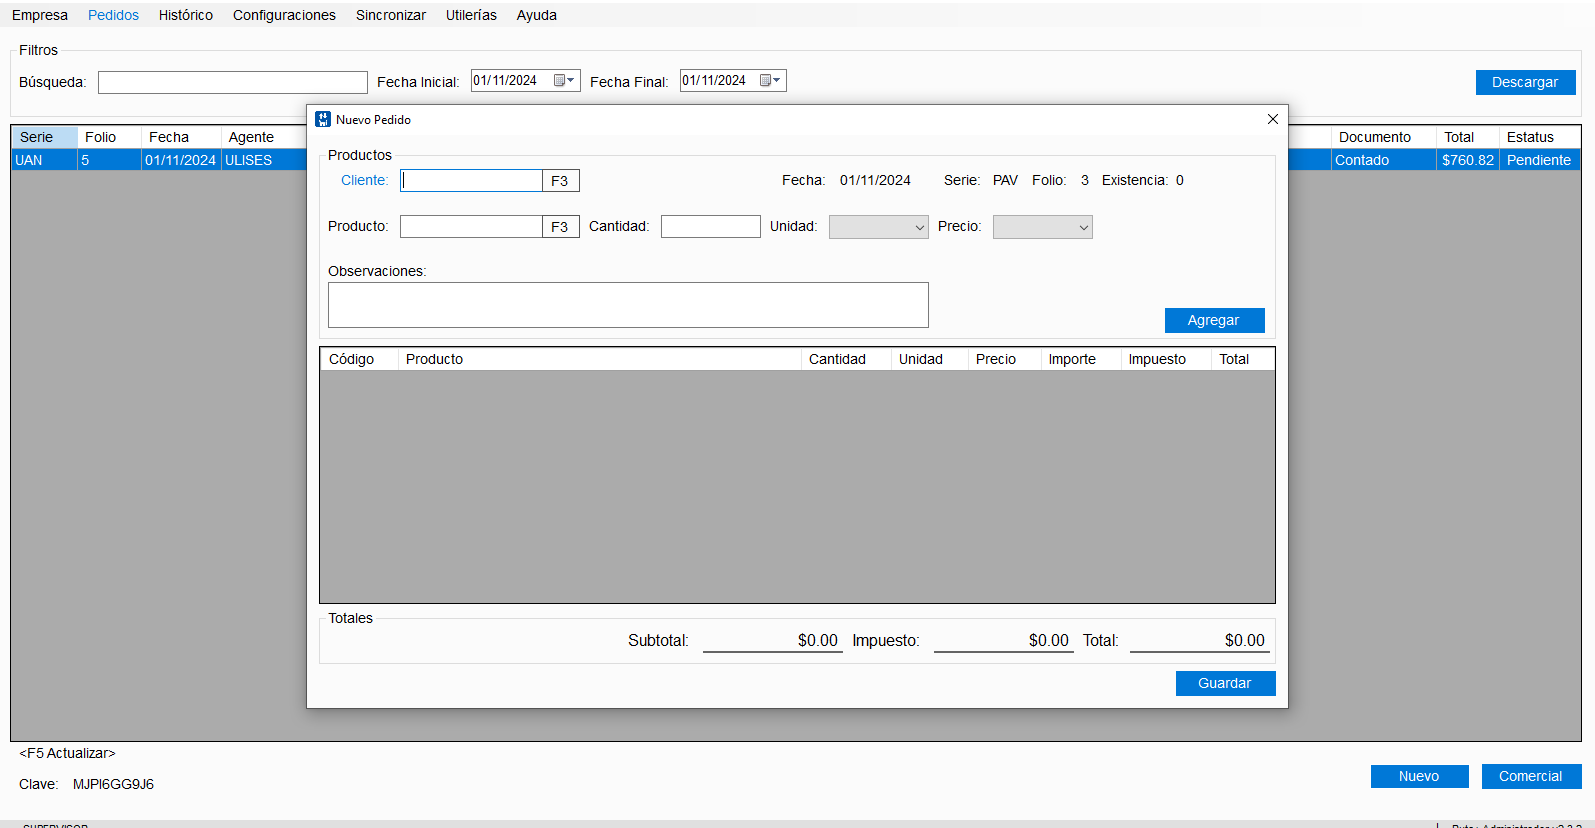 Empresa Pedidos Histórico Configuraciones Sincronizar Utilerías Ayuda
Filtros
Búsqueda: Fecha Inicial: 01/11/2024 Fecha Final: 01/11/2024 Descargar
Serie Folio Fecha Agente Documento Total Estatus
UAN 5 01/11/2024 ULISES Contado $760.82 Pendiente
Nuevo Pedido
Productos
Cliente: F3 Fecha: 01/11/2024 Serie: PAV Folio: 3 Existencia: 0
Producto: F3 Cantidad: Unidad: Precio:
Observaciones:
Agregar
Código Producto Cantidad Unidad Precio Importe Impuesto Total
Totales
Subtotal: $0.00 Impuesto: $0.00 Total: $0.00
Guardar
<F5 Actualizar>
Clave: MJPI6GG9J6
Nuevo Comercial
SUPERVISOR